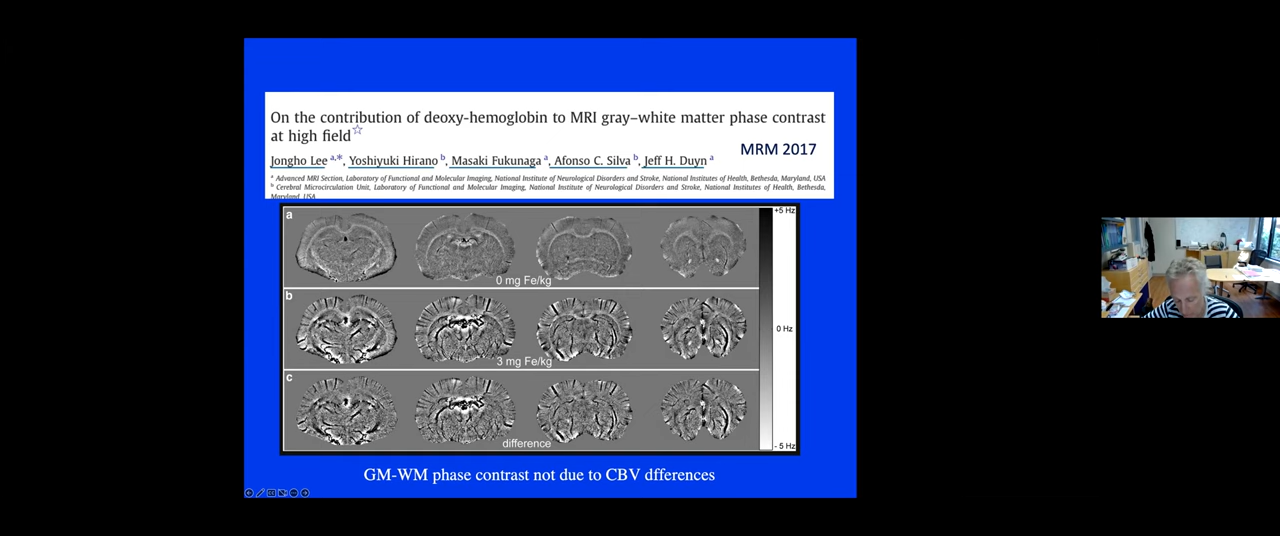 On the contribution of deoxy-hemoglobin to MRI gray–white matter phase contrast
at high field☆
MRM 2017
Jongho Lee a,*, Yoshiyuki Hirano b, Masaki Fukunaga a, Afonso C. Silva b, Jeff H. Duyn a
a Advanced MRI Section, Laboratory of Functional and Molecular Imaging, National Institute of Neurological Disorders and Stroke, National Institutes of Health, Bethesda, Maryland, USA
b Cerebral Microcirculation Unit, Laboratory of Functional and Molecular Imaging, National Institute of Neurological Disorders and Stroke, National Institutes of Health, Bethesda,
Maryland, USA
a
+5 Hz
0 mg Fe/kg
b
0 Hz
3 mg Fe/kg
c
difference
- 5 Hz
GM-WM phase contrast not due to CBV dfferences